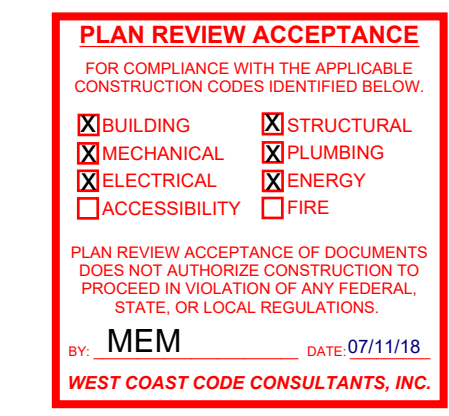 PLAN REVIEW ACCEPTANCE
FOR COMPLIANCE WITH THE APPLICABLE
CONSTRUCTION CODES IDENTIFIED BELOW.
X BUILDING X STRUCTURAL
X MECHANICAL X PLUMBING
X ELECTRICAL X ENERGY
ACCESSIBILITY FIRE
PLAN REVIEW ACCEPTANCE OF DOCUMENTS
DOES NOT AUTHORIZE CONSTRUCTION TO
PROCEED IN VIOLATION OF ANY FEDERAL,
STATE, OR LOCAL REGULATIONS.
BY: MEM DATE: 07/11/18
WEST COAST CODE CONSULTANTS, INC.